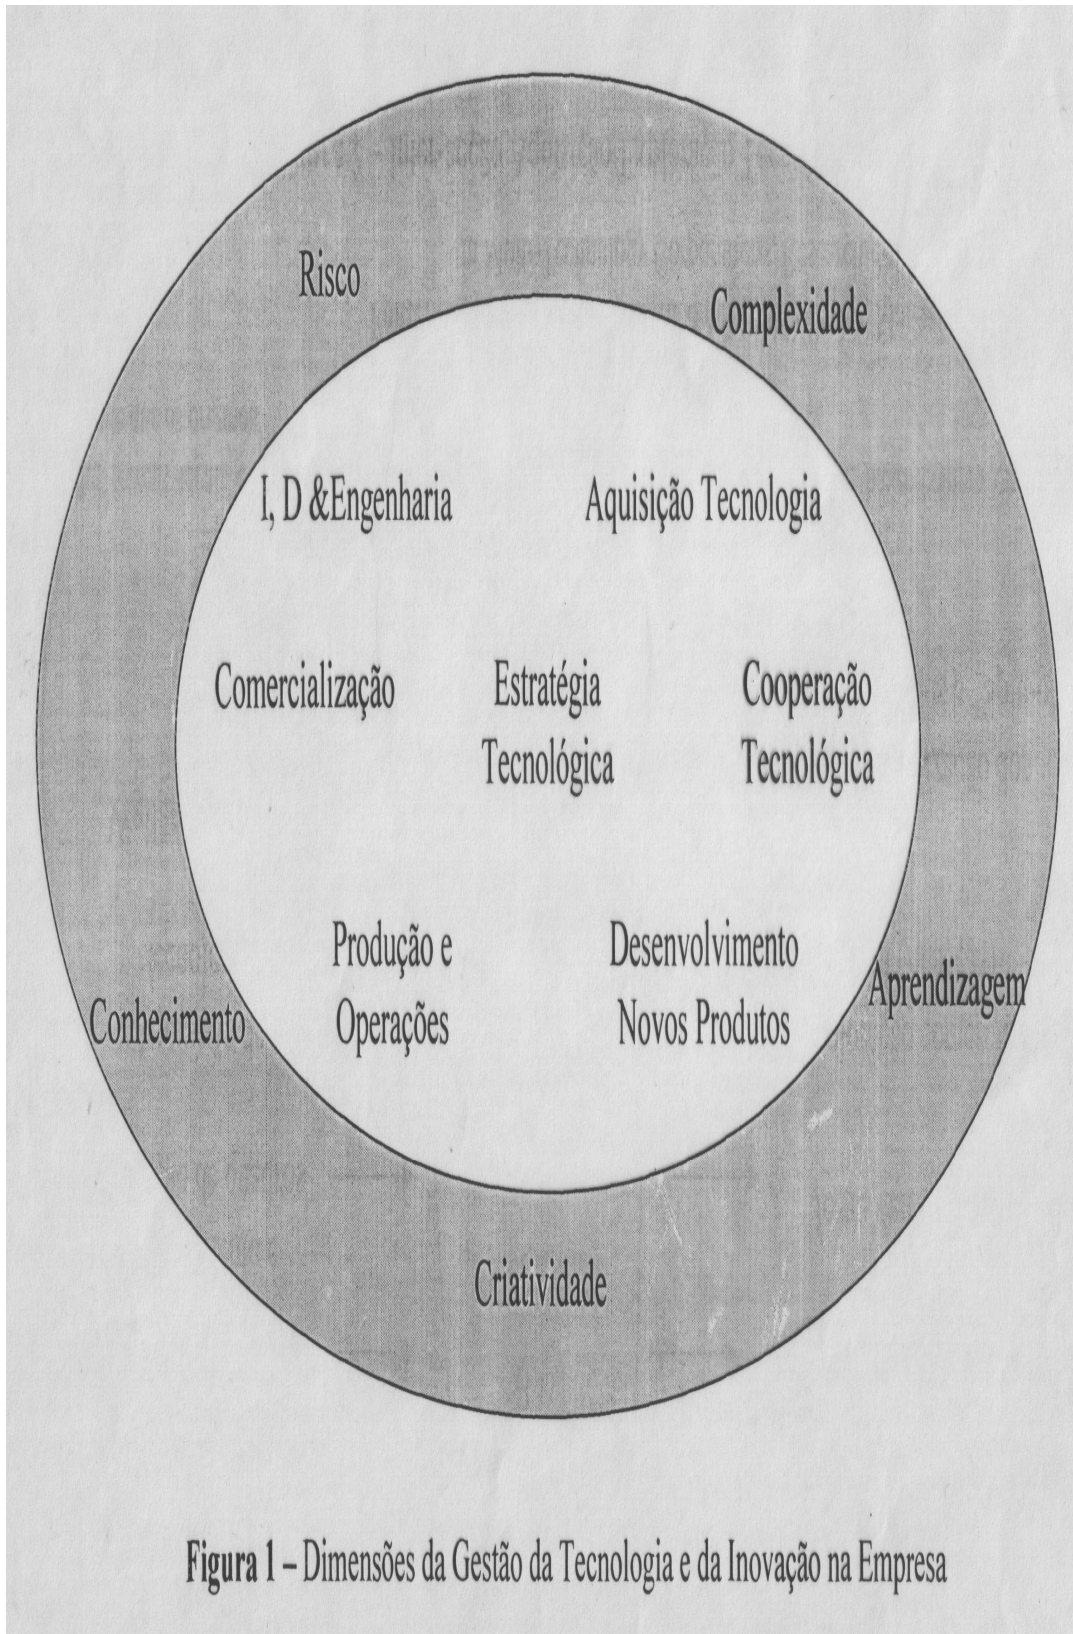 Risco
Complexidade
I, D &Engenharia
Aquisição Tecnologia
Comercialização
Estratégia
Tecnológica
Cooperação
Tecnológica
Produção e
Operações
Desenvolvimento
Novos Produtos
Conhecimento
Aprendizagem
Criatividade
Figura 1 – Dimensões da Gestão da Tecnologia e da Inovação na Empresa